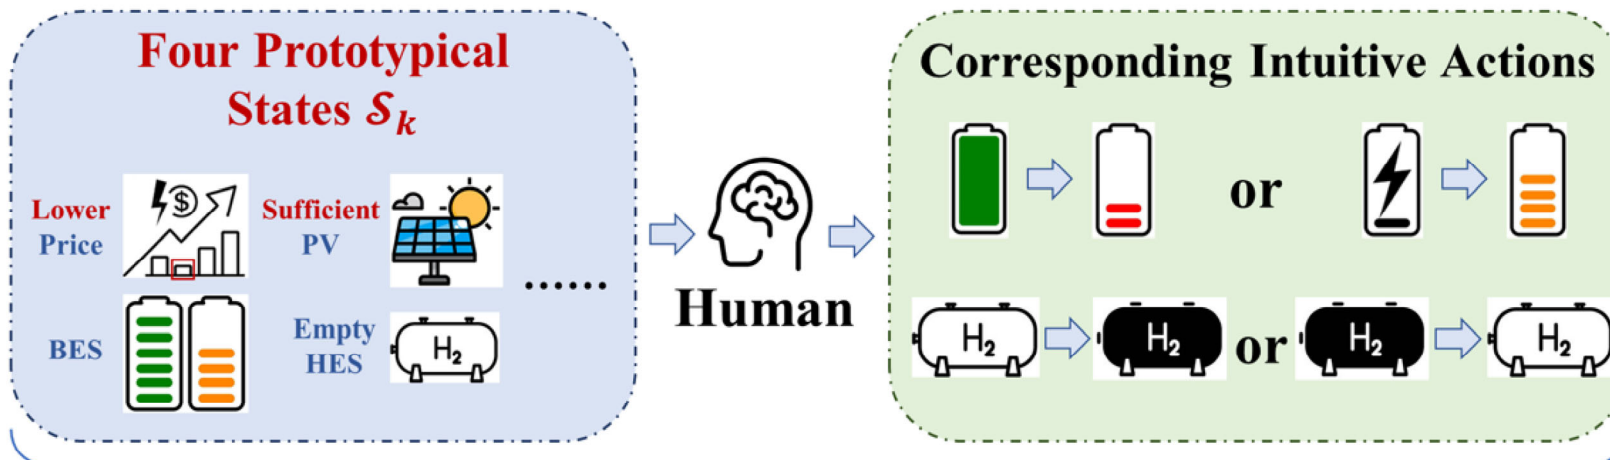 Four Prototypical
States 𝒮ₖ
Lower
Price
$
Sufficient
PV
BES
Empty
HES
H₂
......
Human
Corresponding Intuitive Actions
or
H₂
H₂
or
H₂
H₂